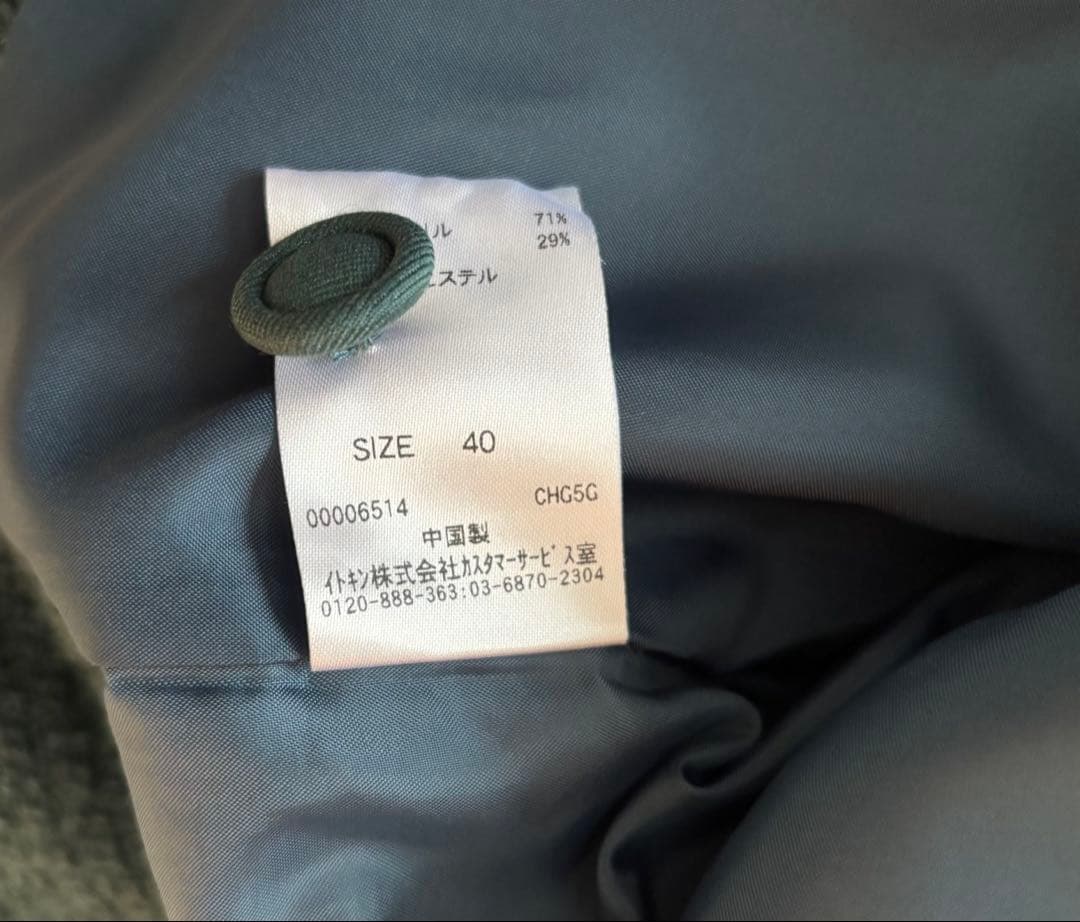 ル 71%
29%
ステル
SIZE 40
00006514 CHG5G
中国製
ｲﾄｷﾝ株式会社ｶｽﾀﾏｰｻｰﾋﾞｽ室
0120-888-363:03-6870-2304